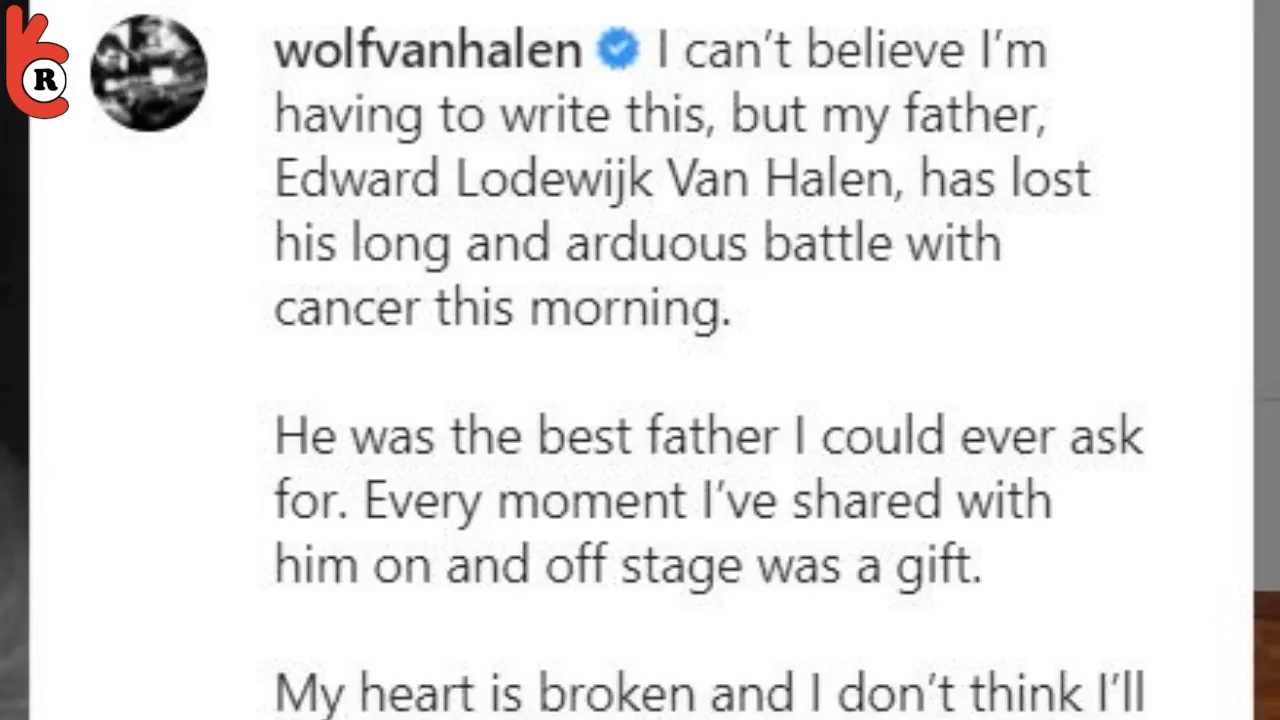 R
wolfvanhalen I can’t believe I’m
having to write this, but my father,
Edward Lodewijk Van Halen, has lost
his long and arduous battle with
cancer this morning.
He was the best father I could ever ask
for. Every moment I’ve shared with
him on and off stage was a gift.
My heart is broken and I don’t think I’ll